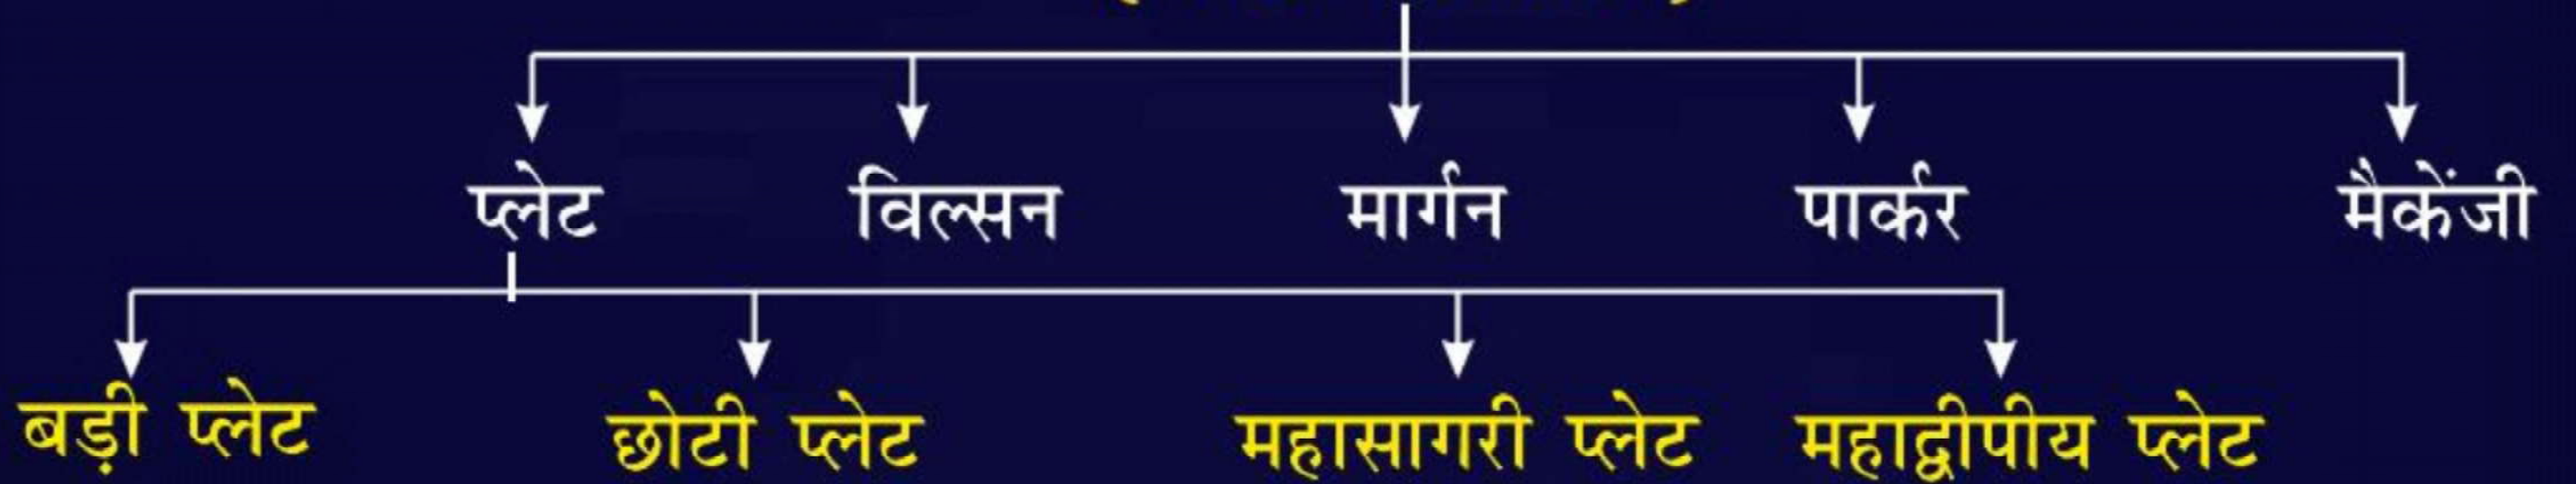 प्लेट विल्सन मार्गन पार्कर मैकेंजी
बड़ी प्लेट छोटी प्लेट महासागरी प्लेट महाद्वीपीय प्लेट